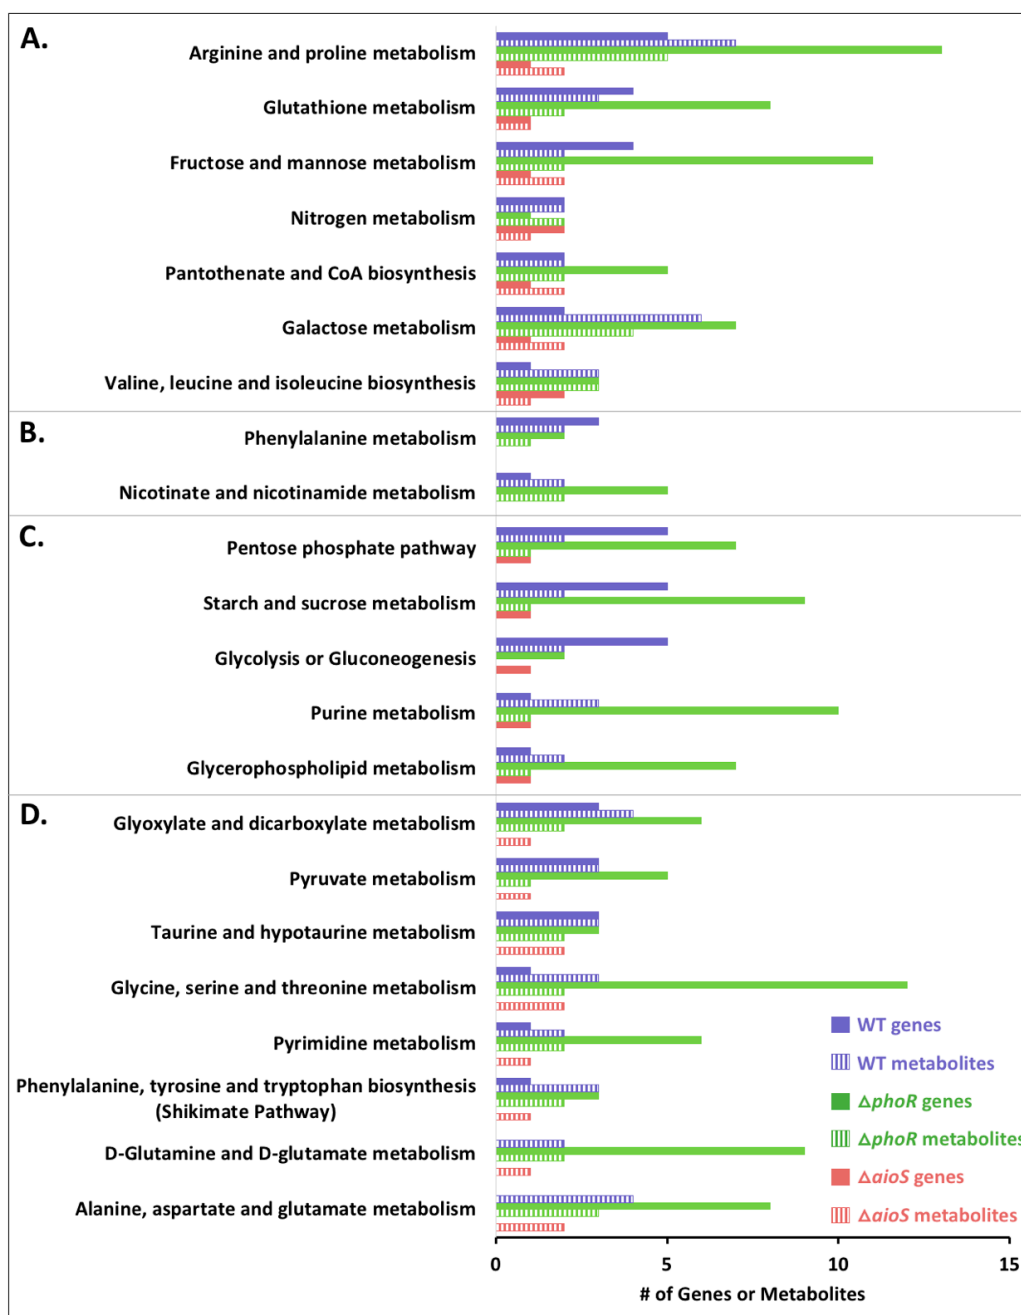 A.
Arginine and proline metabolism
Glutathione metabolism
Fructose and mannose metabolism
Nitrogen metabolism
Pantothenate and CoA biosynthesis
Galactose metabolism
Valine, leucine and isoleucine biosynthesis
B.
Phenylalanine metabolism
Nicotinate and nicotinamide metabolism
C.
Pentose phosphate pathway
Starch and sucrose metabolism
Glycolysis or Gluconeogenesis
Purine metabolism
Glycerophospholipid metabolism
D.
Glyoxylate and dicarboxylate metabolism
Pyruvate metabolism
Taurine and hypotaurine metabolism
Glycine, serine and threonine metabolism
Pyrimidine metabolism
Phenylalanine, tyrosine and tryptophan biosynthesis
(Shikimate Pathway)
D-Glutamine and D-glutamate metabolism
Alanine, aspartate and glutamate metabolism
WT genes
WT metabolites
ΔphoR genes
ΔphoR metabolites
ΔaioS genes
ΔaioS metabolites
0 5 10 15
# of Genes or Metabolites